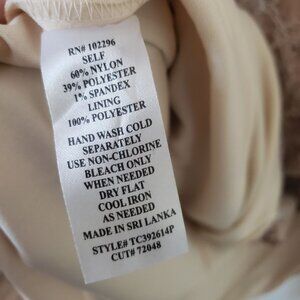 RN# 102296
SELF
60% NYLON
39% POLYESTER
1% SPANDEX
LINING
100% POLYESTER
HAND WASH COLD
SEPARATELY
USE NON-CHLORINE
BLEACH ONLY
WHEN NEEDED
DRY FLAT
COOL IRON
AS NEEDED
MADE IN SRI LANKA
STYLE# TC392614P
CUT# 72048